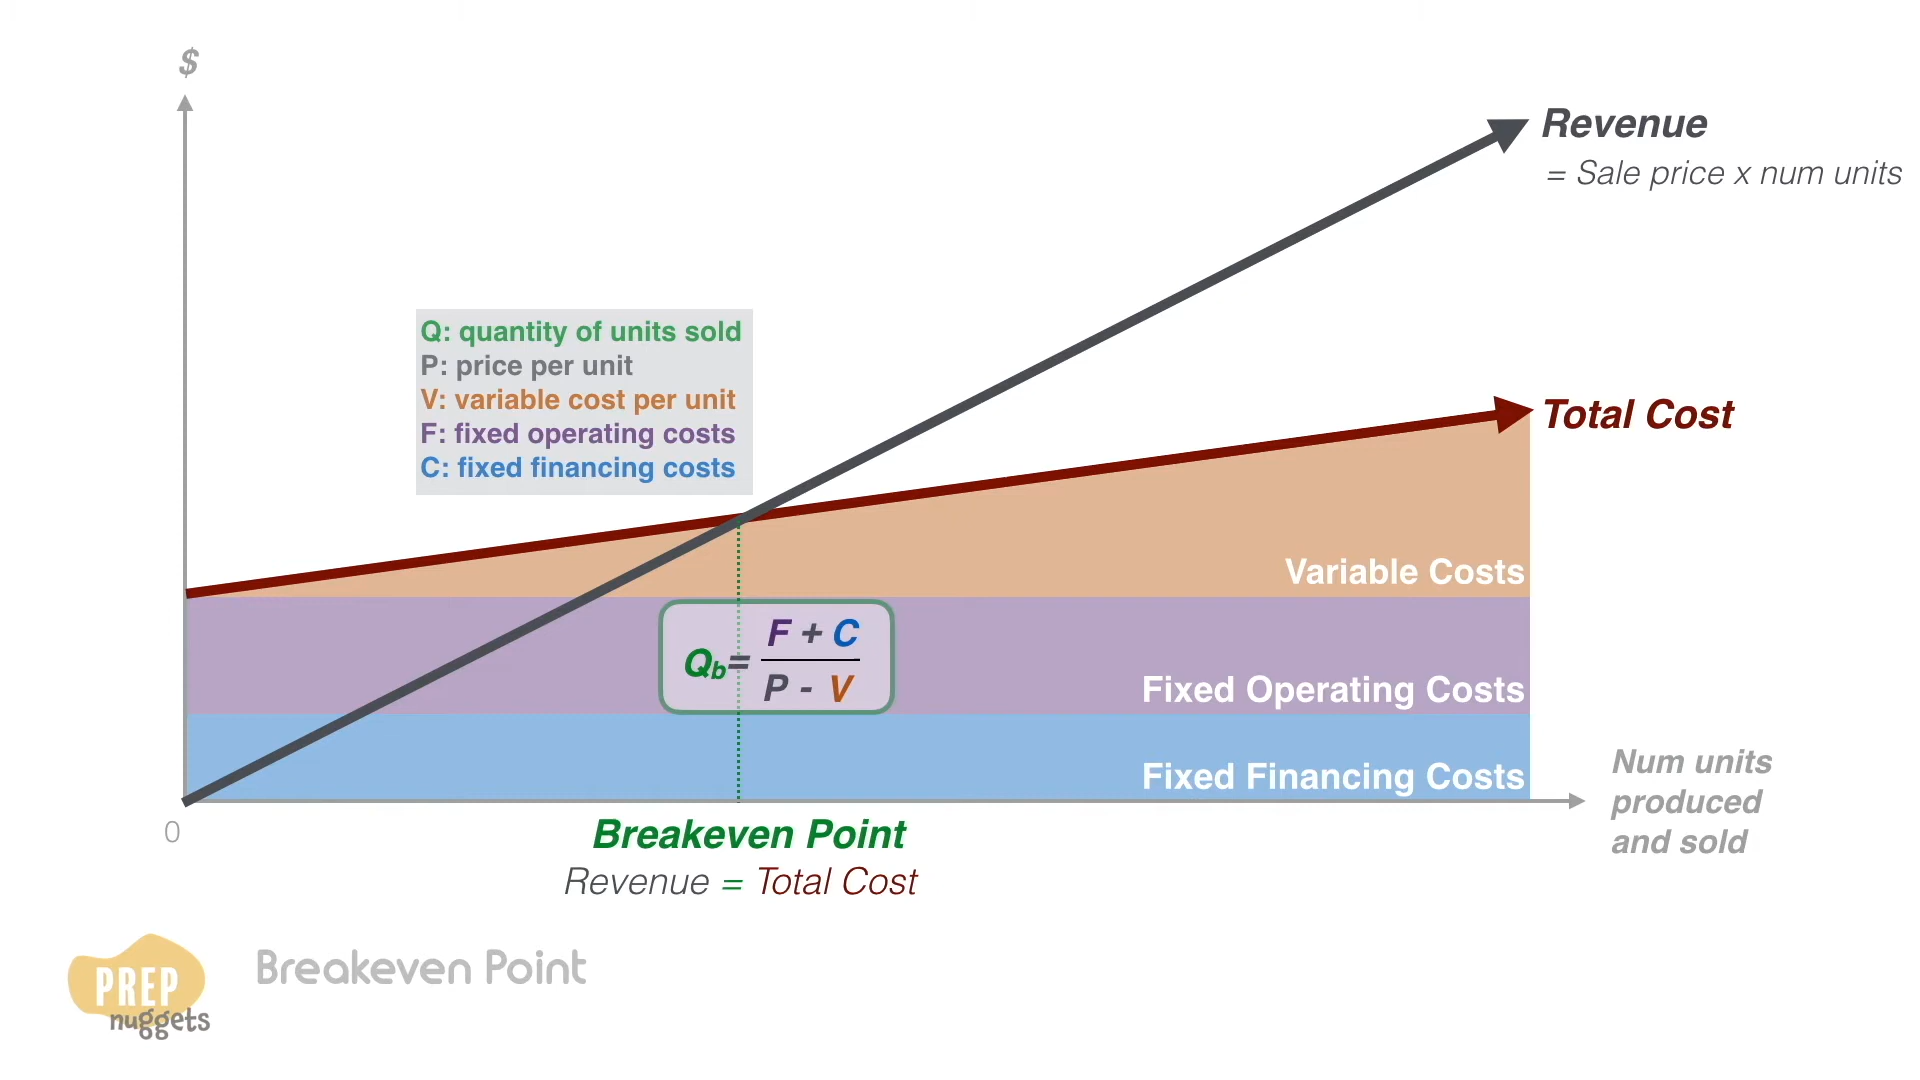 $
Revenue
= Sale price x num units
Q: quantity of units sold
P: price per unit
V: variable cost per unit
F: fixed operating costs
C: fixed financing costs
Total Cost
Variable Costs
Qb = F + C
P - V
Fixed Operating Costs
Fixed Financing Costs
Num units
produced
and sold
0
Breakeven Point
Revenue = Total Cost
PREP
nuggets
Breakeven Point